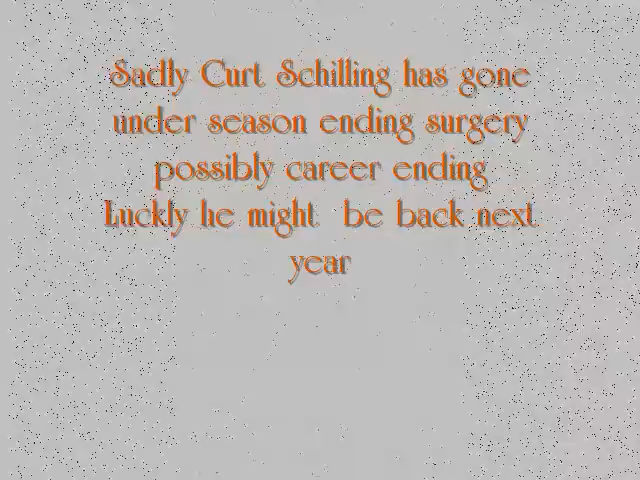 Sadly Curt Schilling has gone
under season ending surgery
possibly career ending
Luckly he might be back next
year